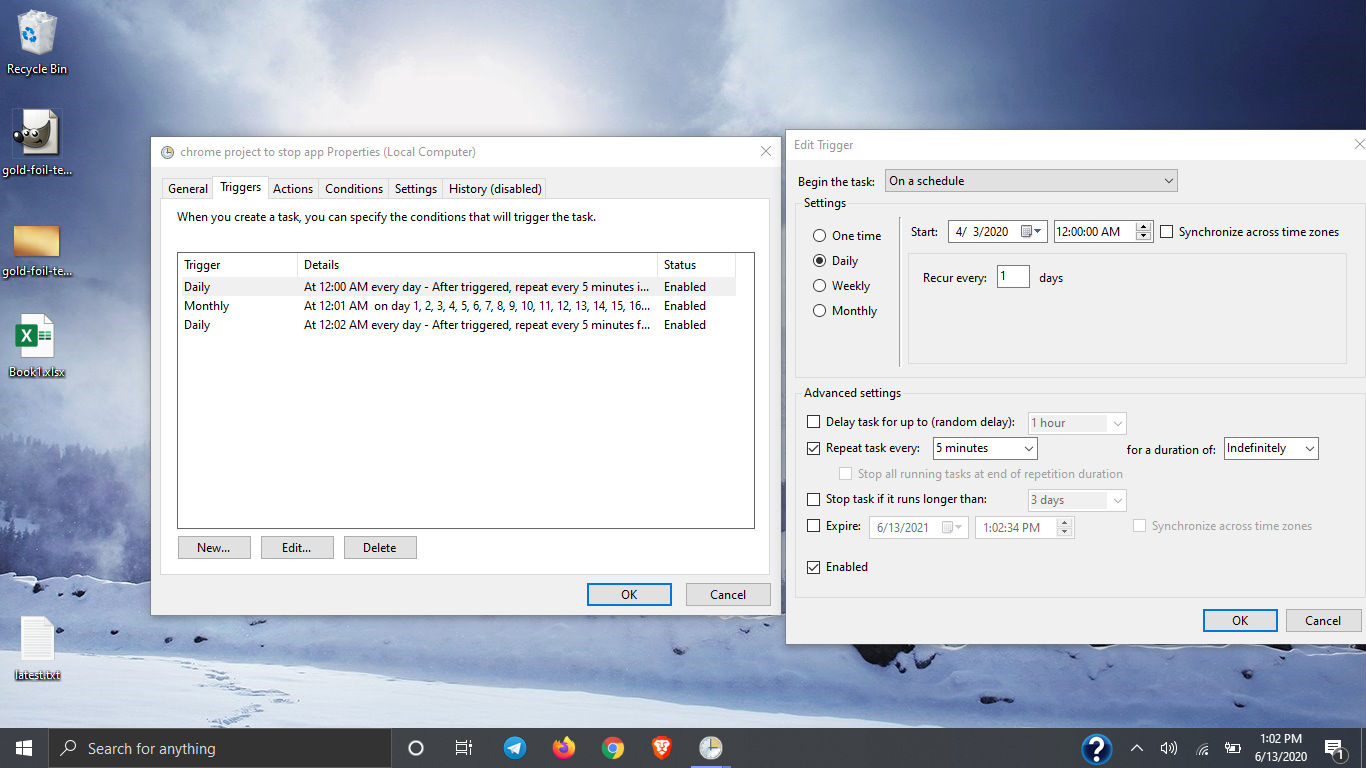 Recycle Bin
gold-foil-te...
gold-foil-te...
Book1.xlsx
latest.txt
chrome project to stop app Properties (Local Computer)
General Triggers Actions Conditions Settings History (disabled)
When you create a task, you can specify the conditions that will trigger the task.
Trigger Details Status
Daily At 12:00 AM every day - After triggered, repeat every 5 minutes i... Enabled
Monthly At 12:01 AM on day 1, 2, 3, 4, 5, 6, 7, 8, 9, 10, 11, 12, 13, 14, 15, 16... Enabled
Daily At 12:02 AM every day - After triggered, repeat every 5 minutes f... Enabled
New... Edit... Delete
OK Cancel
Edit Trigger
Begin the task: On a schedule
Settings
One time
Daily
Weekly
Monthly
Start: 4/ 3/2020 12:00:00 AM Synchronize across time zones
Recur every: 1 days
Advanced settings
Delay task for up to (random delay): 1 hour
Repeat task every: 5 minutes for a duration of: Indefinitely
Stop all running tasks at end of repetition duration
Stop task if it runs longer than: 3 days
Expire: 6/13/2021 1:02:34 PM Synchronize across time zones
Enabled
OK Cancel
Search for anything
?
1:02 PM
6/13/2020
1